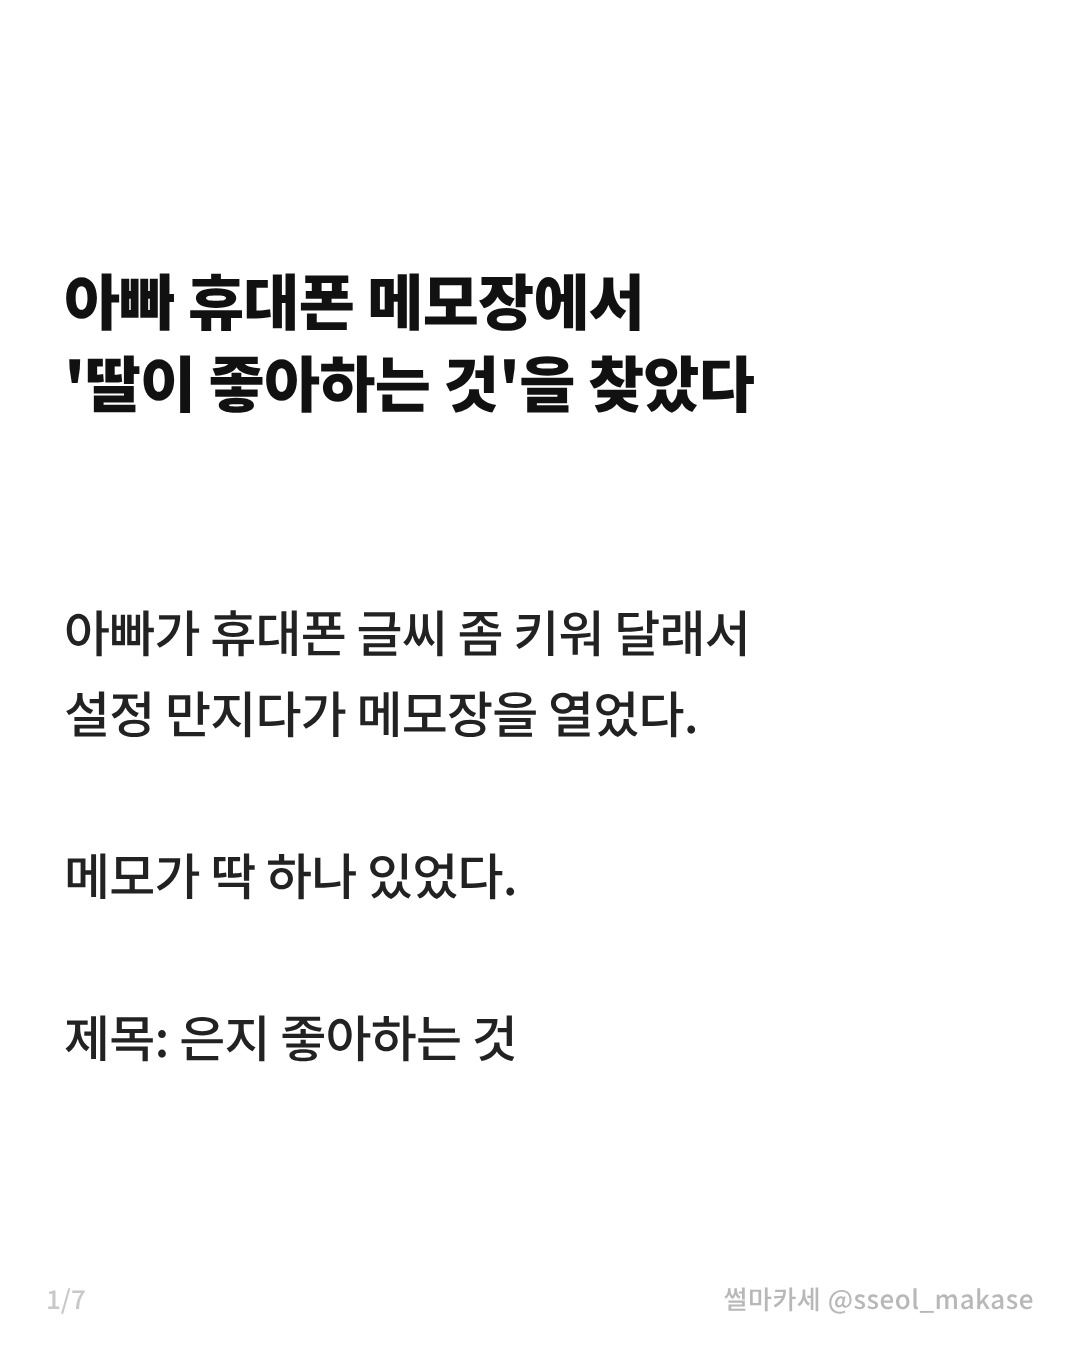 아빠 휴대폰 메모장에서
'딸이 좋아하는 것'을 찾았다
아빠가 휴대폰 글씨 좀 키워 달래서
설정 만지다가 메모장을 열었다.
메모가 딱 하나 있었다.
제목: 은지 좋아하는 것
1/7
썰마카세 @sseol_makase